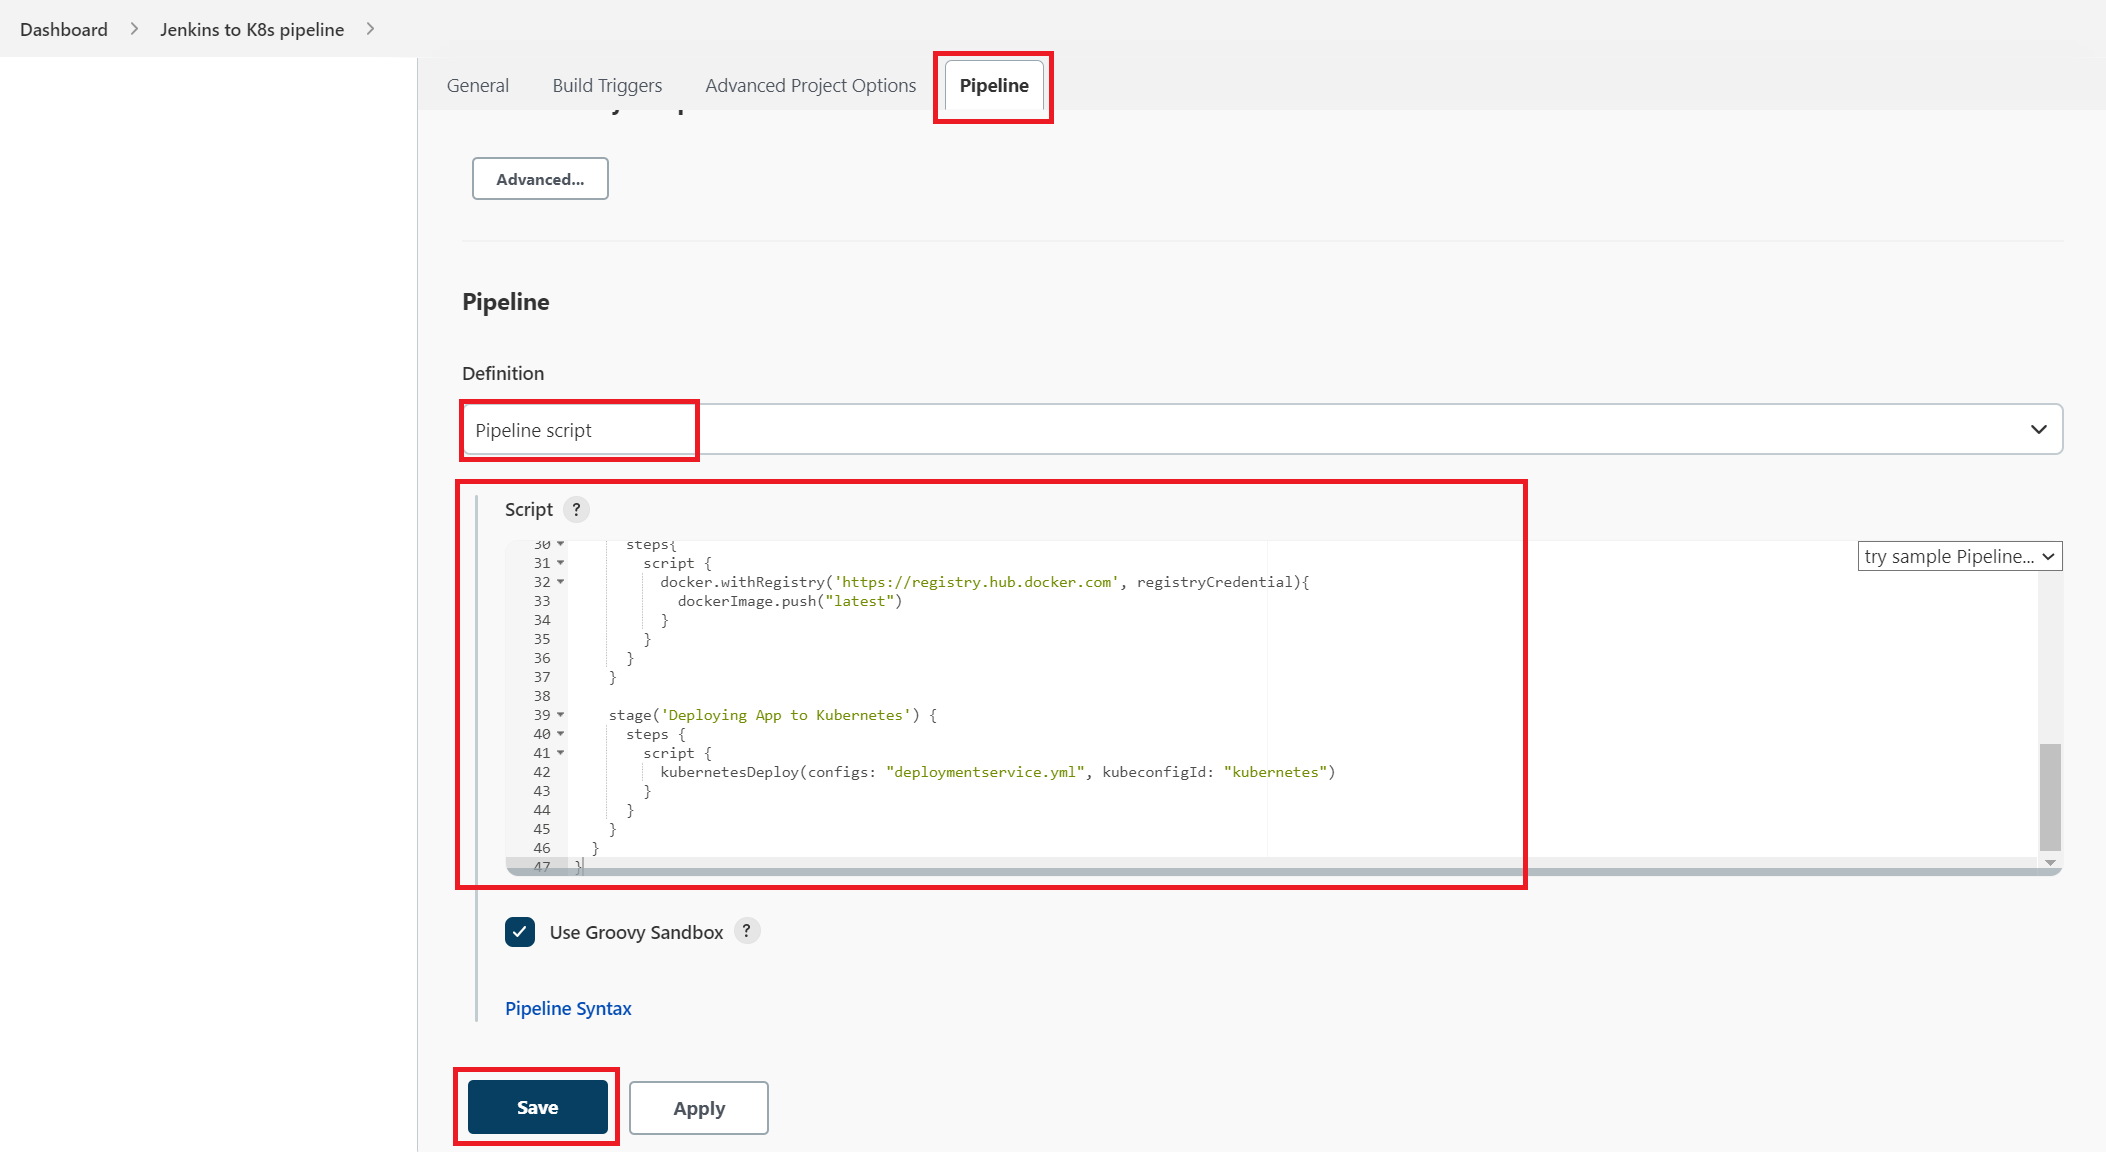 Dashboard > Jenkins to K8s pipeline >
General Build Triggers Advanced Project Options Pipeline
Advanced...
Pipeline
Definition
Pipeline script
Script ?
try sample Pipeline...
30 steps{
31 script {
32 docker.withRegistry('https://registry.hub.docker.com', registryCredential){
33 dockerImage.push("latest")
34 }
35 }
36 }
37 }
38
39 stage('Deploying App to Kubernetes') {
40 steps {
41 script {
42 kubernetesDeploy(configs: "deploymentservice.yml", kubeconfigId: "kubernetes")
43 }
44 }
45 }
46 }
47 }
Use Groovy Sandbox ?
Pipeline Syntax
Save Apply